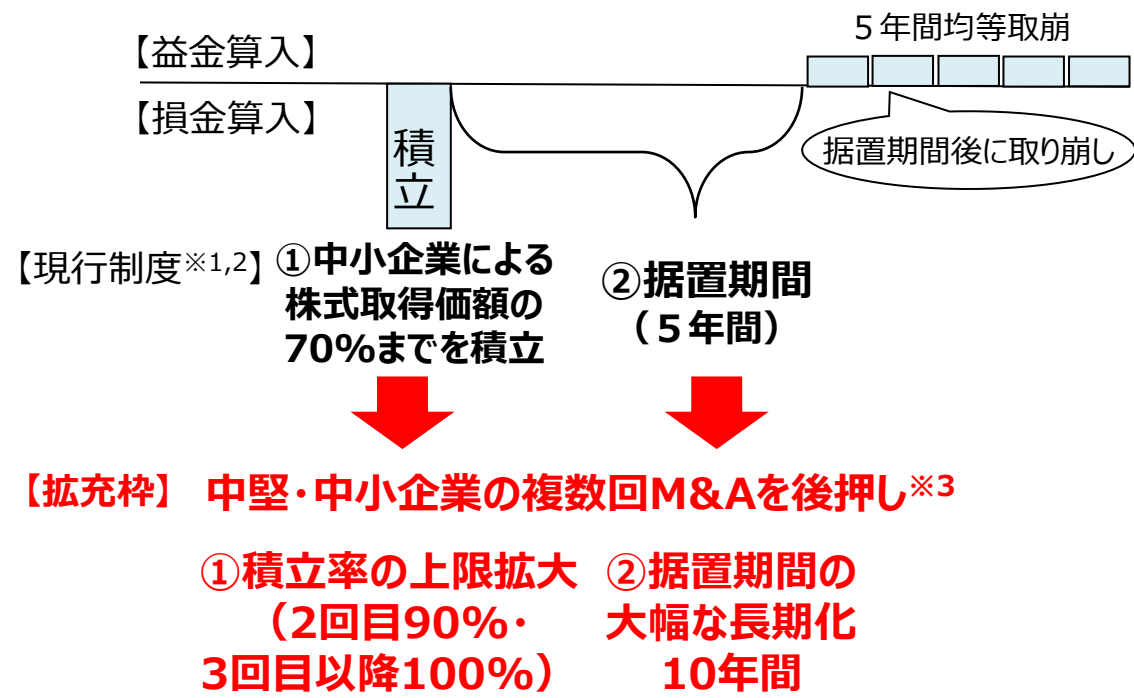 ５年間均等取崩
【益金算入】
【損金算入】
積立
据置期間後に取り崩し
【現行制度※1,2】
①中小企業による
株式取得価額の
70%までを積立
②据置期間
（５年間）
【拡充枠】 中堅・中小企業の複数回M&Aを後押し※3
①積立率の上限拡大
（2回目90%・
3回目以降100%）
②据置期間の
大幅な長期化
10年間